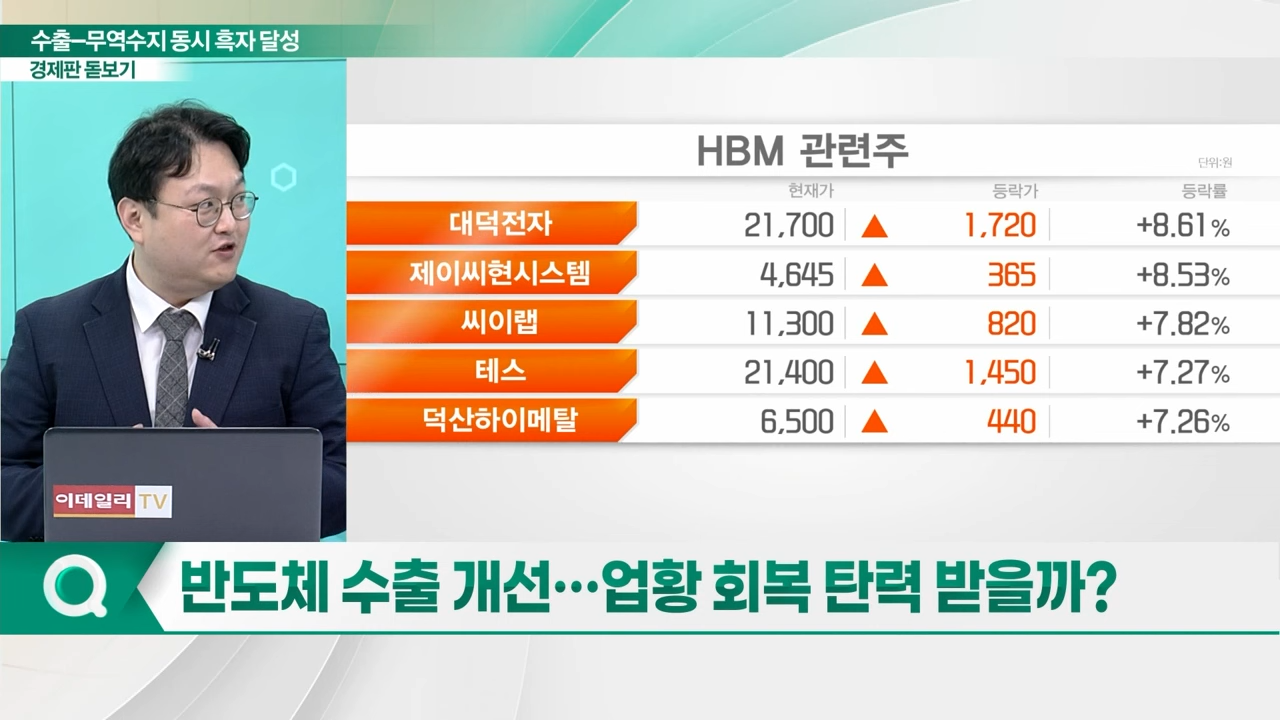 수출-무역수지 동시 흑자 달성
경제판 돋보기
HBM 관련주
단위:원
현재가 등락가 등락률
대덕전자 21,700 ▲ 1,720 +8.61%
제이씨현시스템 4,645 ▲ 365 +8.53%
씨이랩 11,300 ▲ 820 +7.82%
테스 21,400 ▲ 1,450 +7.27%
덕산하이메탈 6,500 ▲ 440 +7.26%
이데일리 TV
Q 반도체 수출 개선…업황 회복 탄력 받을까?